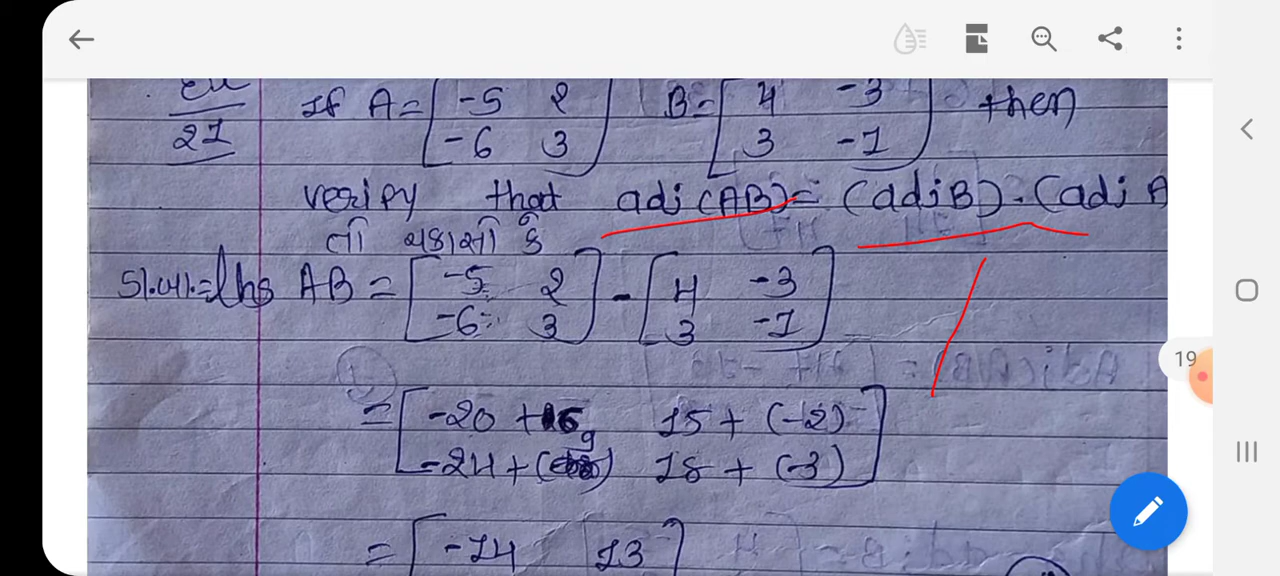 Ex If A = [ -5 2 B = [ 4 -3 then
21 -6 3 ] 3 -1 ]
verify that adj(AB) = (adjB) . (adj A
तो
Sol.=lhs AB = [ -5 2 ] - [ 4 -3 ]
-6 3 3 -1
= [ -20 + 6 15 + (-2) ]
-24 + ( 9 ) 18 + (-3)
19
= [ -14 13 ]